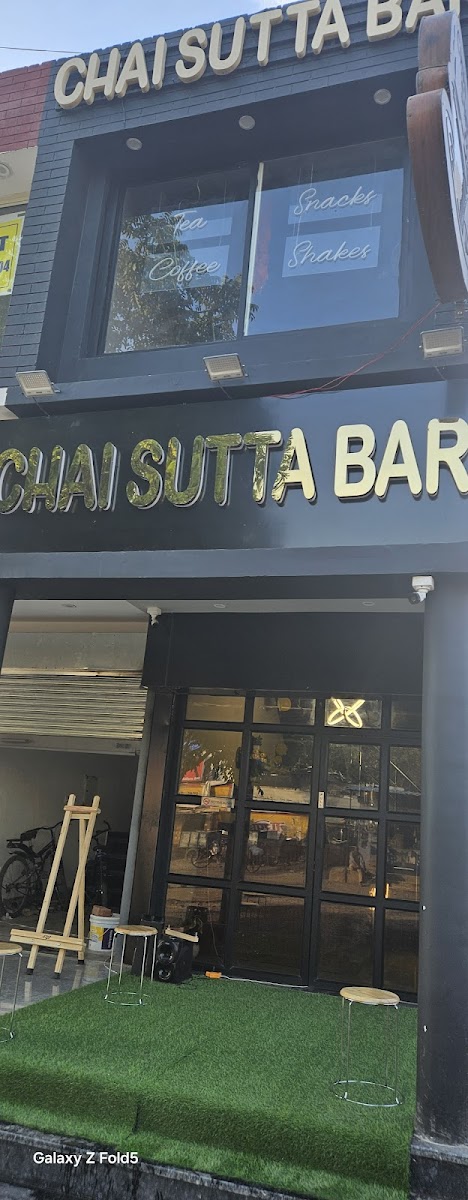 CHAI SUTTA BAR
Tea
Snacks
Coffee
Shakes
CHAI SUTTA BAR
Galaxy Z Fold5